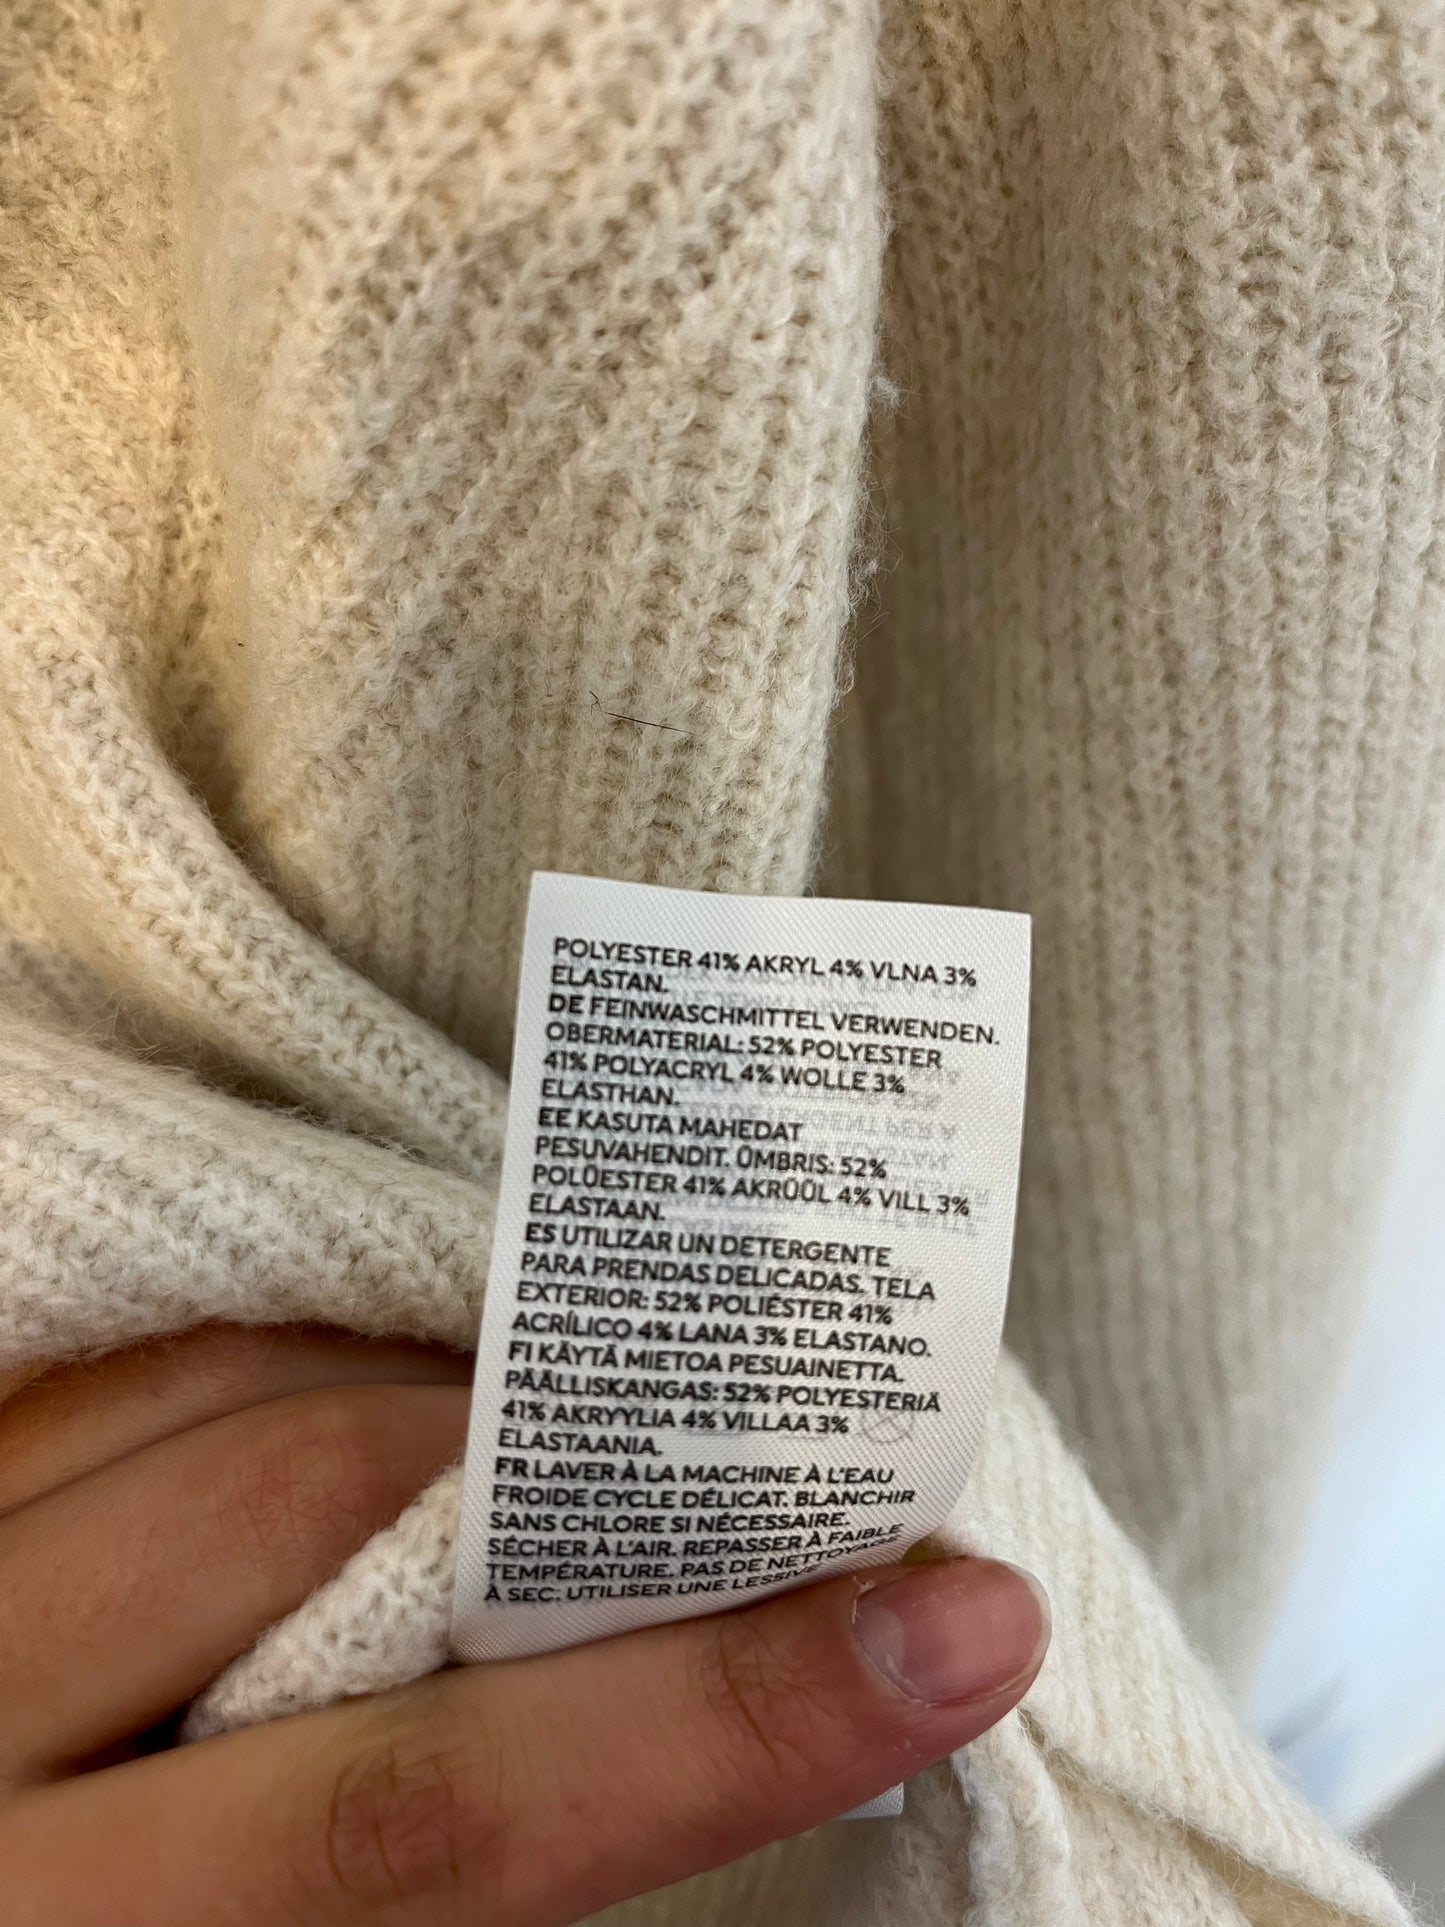 POLYESTER 41% AKRYL 4% VLNA 3%
ELASTAN.
DE FEINWASCHMITTEL VERWENDEN.
OBERMATERIAL: 52% POLYESTER
41% POLYACRYL 4% WOLLE 3%
ELASTHAN.
EE KASUTA MAHEDAT
PESUVAHENDIT. ÜMBRIS: 52%
POLÜESTER 41% AKRÜÜL 4% VILL 3%
ELASTAAN.
ES UTILIZAR UN DETERGENTE
PARA PRENDAS DELICADAS. TELA
EXTERIOR: 52% POLIÉSTER 41%
ACRÍLICO 4% LANA 3% ELASTANO.
FI KÄYTÄ MIETOA PESUAINETTA.
PÄÄLLISKANGAS: 52% POLYESTERIÄ
41% AKRYYLIA 4% VILLAA 3%
ELASTAANIA.
FR LAVER À LA MACHINE À L'EAU
FROIDE CYCLE DÉLICAT. BLANCHIR
SANS CHLORE SI NÉCESSAIRE.
SÉCHER À L'AIR. REPASSER À FAIBLE
TEMPÉRATURE. PAS DE NETTOYAGE
À SEC. UTILISER UNE LESSIVE